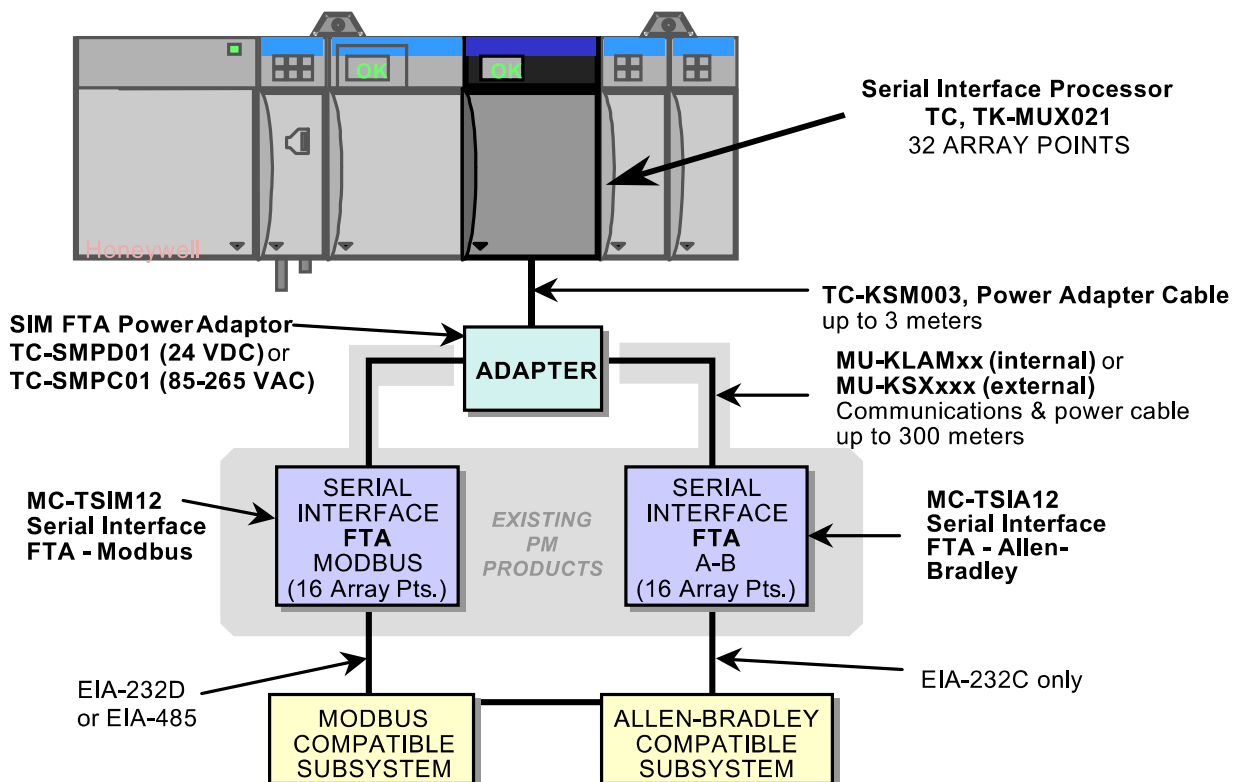 OK
OK
Honeywell
Serial Interface Processor
TC, TK-MUX021
32 ARRAY POINTS
TC-KSM003, Power Adapter Cable
up to 3 meters
SIM FTA Power Adaptor
TC-SMPD01 (24 VDC) or
TC-SMPC01 (85-265 VAC)
ADAPTER
MU-KLAMxx (internal) or
MU-KSXxxx (external)
Communications & power cable
up to 300 meters
MC-TSIM12
Serial Interface
FTA - Modbus
SERIAL
INTERFACE
FTA
MODBUS
(16 Array Pts.)
EXISTING
PM
PRODUCTS
SERIAL
INTERFACE
FTA
A-B
(16 Array Pts.)
MC-TSIA12
Serial Interface
FTA - Allen-
Bradley
EIA-232D
or EIA-485
EIA-232C only
MODBUS
COMPATIBLE
SUBSYSTEM
ALLEN-BRADLEY
COMPATIBLE
SUBSYSTEM